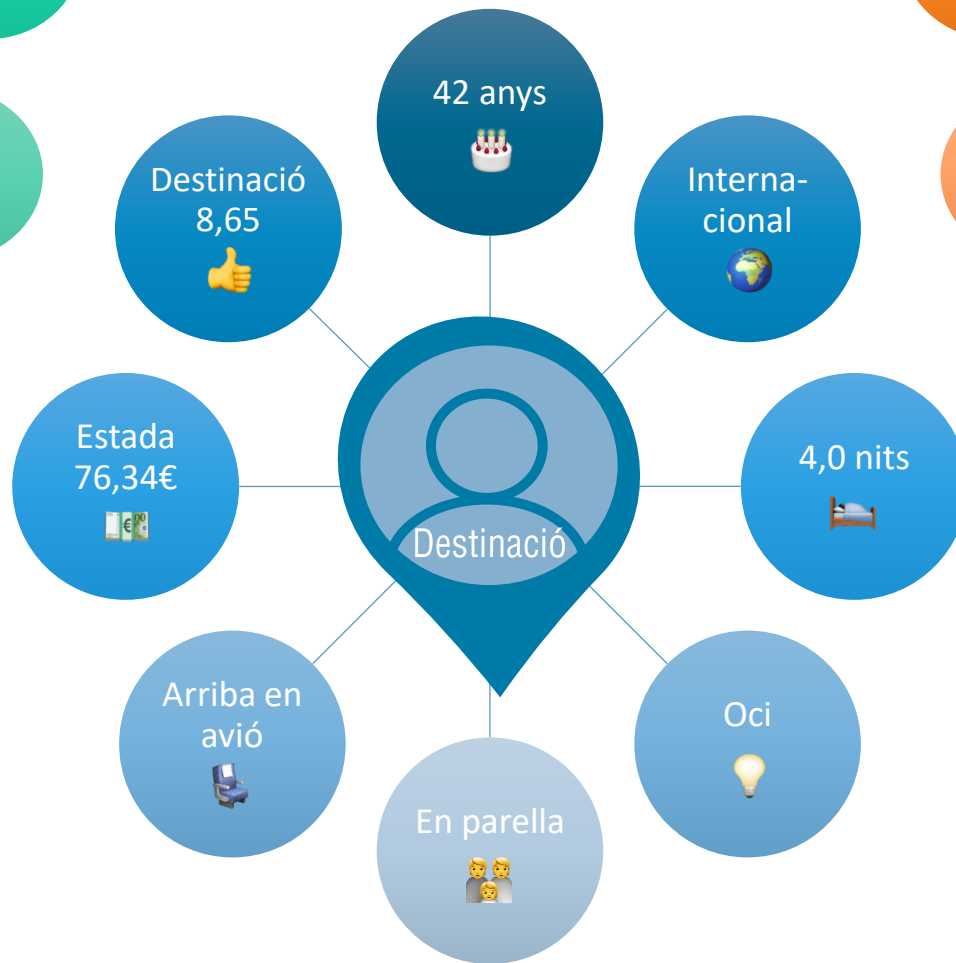 42 anys
Destinació
8,65
Interna-
cional
Estada
76,34€
4,0 nits
Destinació
Arriba en
avió
Oci
En parella